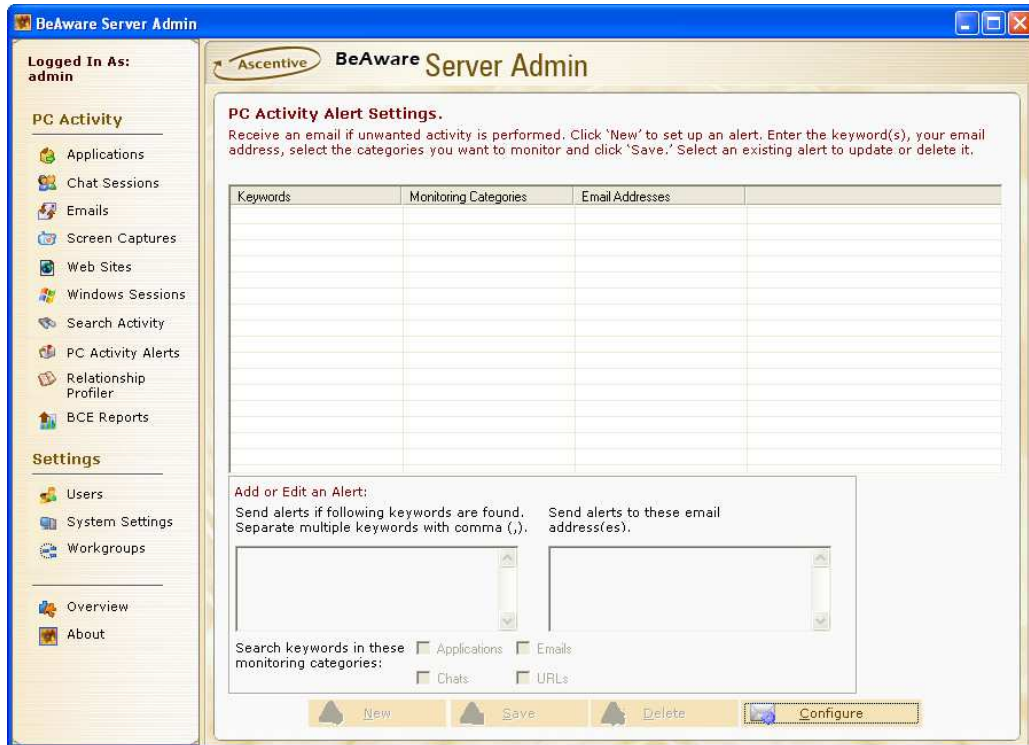 BeAware Server Admin
Logged In As:
admin
PC Activity
Applications
Chat Sessions
Emails
Screen Captures
Web Sites
Windows Sessions
Search Activity
PC Activity Alerts
Relationship
Profiler
BCE Reports
Settings
Users
System Settings
Workgroups
Overview
About
Ascentive BeAware Server Admin
PC Activity Alert Settings.
Receive an email if unwanted activity is performed. Click 'New' to set up an alert. Enter the keyword(s), your email
address, select the categories you want to monitor and click 'Save.' Select an existing alert to update or delete it.
Keywords Monitoring Categories Email Addresses
Add or Edit an Alert:
Send alerts if following keywords are found.
Separate multiple keywords with comma (,).
Send alerts to these email
address(es).
Search keywords in these
monitoring categories:
Applications Emails
Chats URLs
New Save Delete Configure